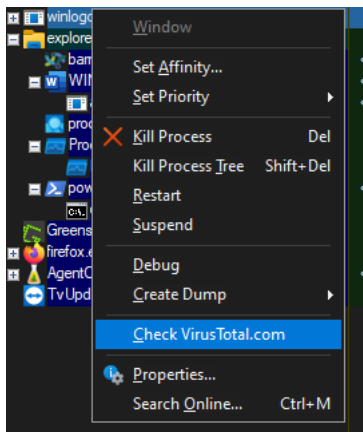 winlogo
Window
explore
bam
Set Affinity...
WIN
Set Priority
proc
Kill Process Del
Proc
Kill Process Tree Shift+Del
Restart
pow
Suspend
Greens
firefox.e
Debug
AgentC
Create Dump
TvUpd
Check VirusTotal.com
Properties...
Search Online... Ctrl+M